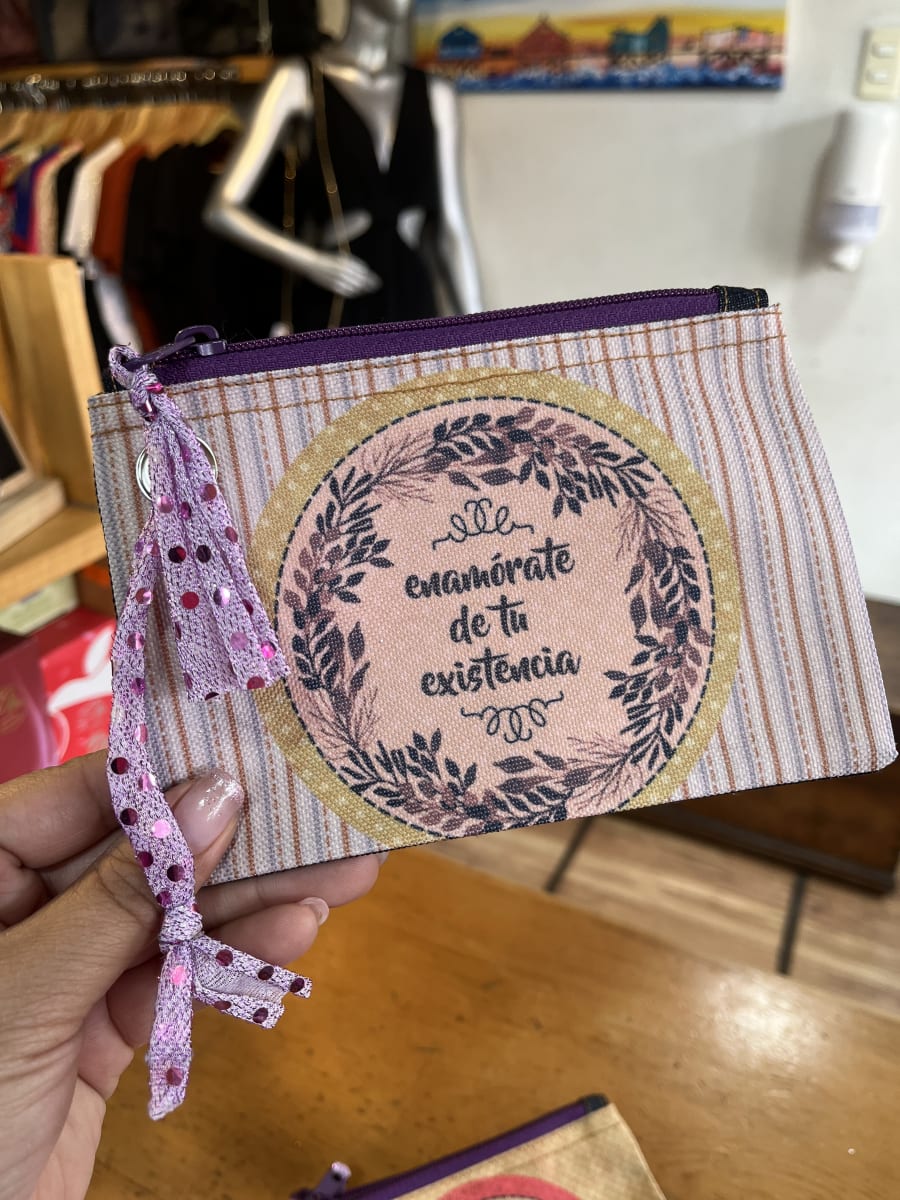 enamórate
de tu
existencia